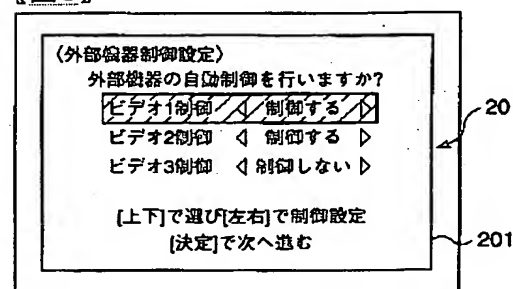 〈外部機器制御設定〉
外部機器の自動制御を行いますか?
ビデオ1制御 ◁ 制御する ▷
ビデオ2制御 ◁ 制御する ▷
ビデオ3制御 ◁ 制御しない ▷
[上下]で選び[左右]で制御設定
[決定]で次へ進む
20
201